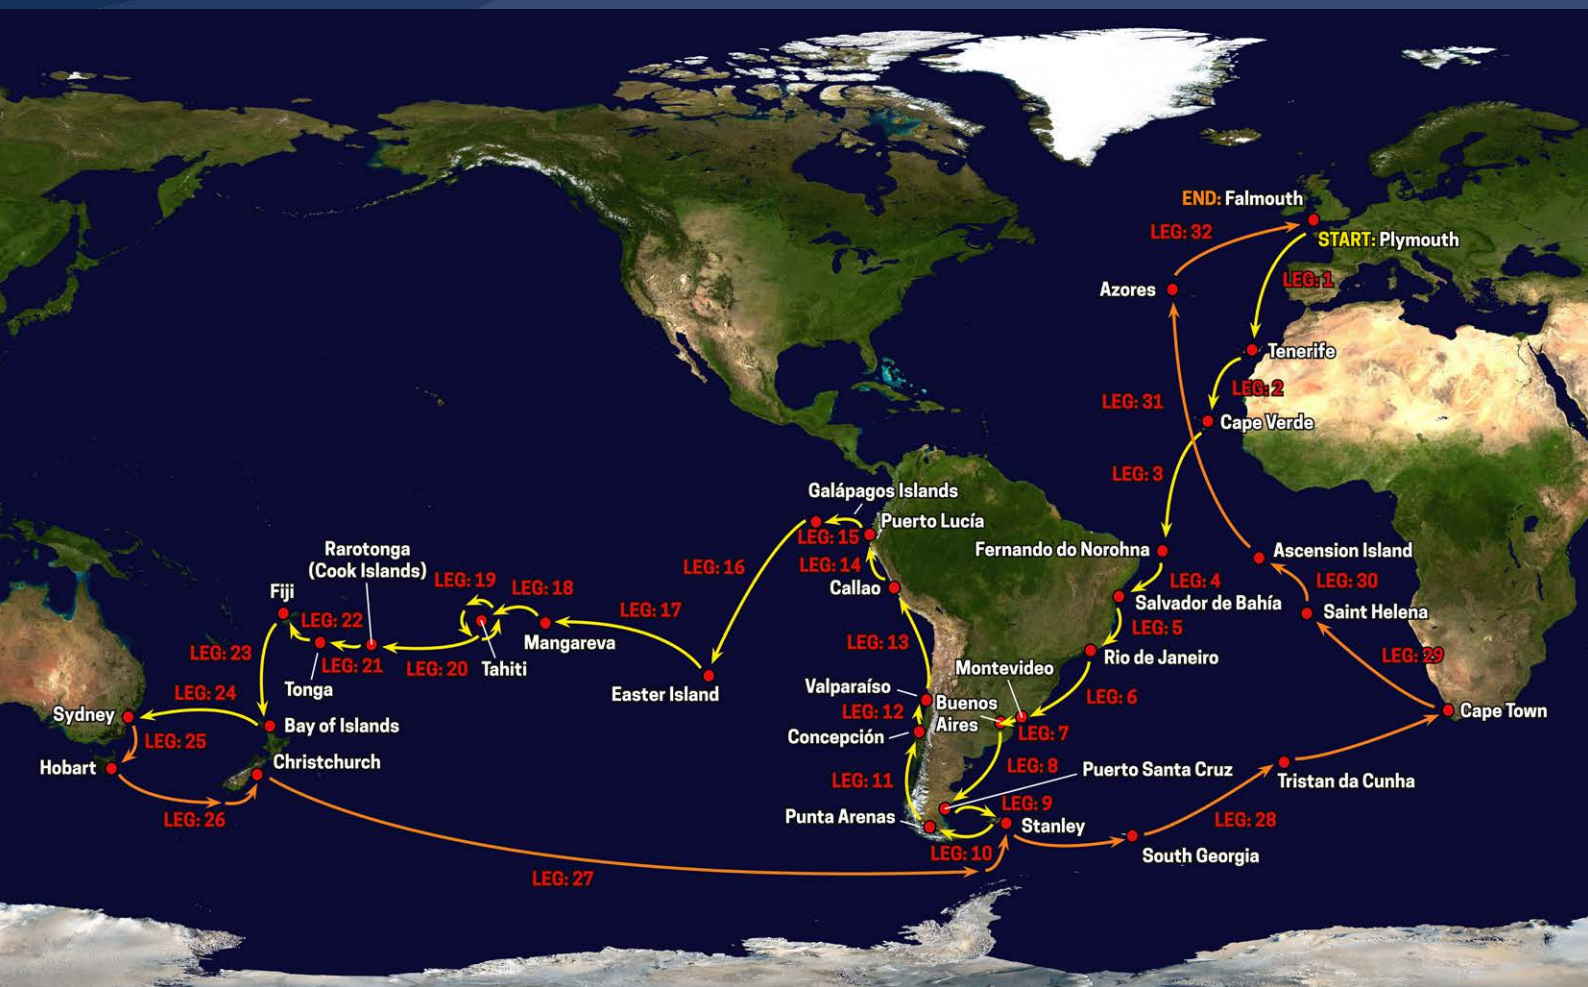 END: Falmouth
LEG: 32
START: Plymouth
LEG: 1
Azores
Tenerife
LEG: 2
LEG: 31
Cape Verde
LEG: 3
Galápagos Islands
Puerto Lucía
LEG: 15
Fernando do Norohna
Ascension Island
Rarotonga
(Cook Islands)
LEG: 16
LEG: 14
LEG: 19
LEG: 18
Callao
LEG: 4
LEG: 30
Fiji
LEG: 17
Salvador de Bahía
Saint Helena
LEG: 22
LEG: 5
Mangareva
LEG: 13
LEG: 23
LEG: 21
LEG: 20
Tahiti
Montevideo
Rio de Janeiro
LEG: 29
Tonga
Easter Island
Valparaíso
LEG: 24
Buenos
Aires
LEG: 6
Sydney
LEG: 12
Cape Town
Bay of Islands
Concepción
LEG: 7
LEG: 25
Hobart
Christchurch
LEG: 8
Puerto Santa Cruz
LEG: 11
Tristan da Cunha
LEG: 9
LEG: 26
Punta Arenas
Stanley
LEG: 28
LEG: 10
South Georgia
LEG: 27